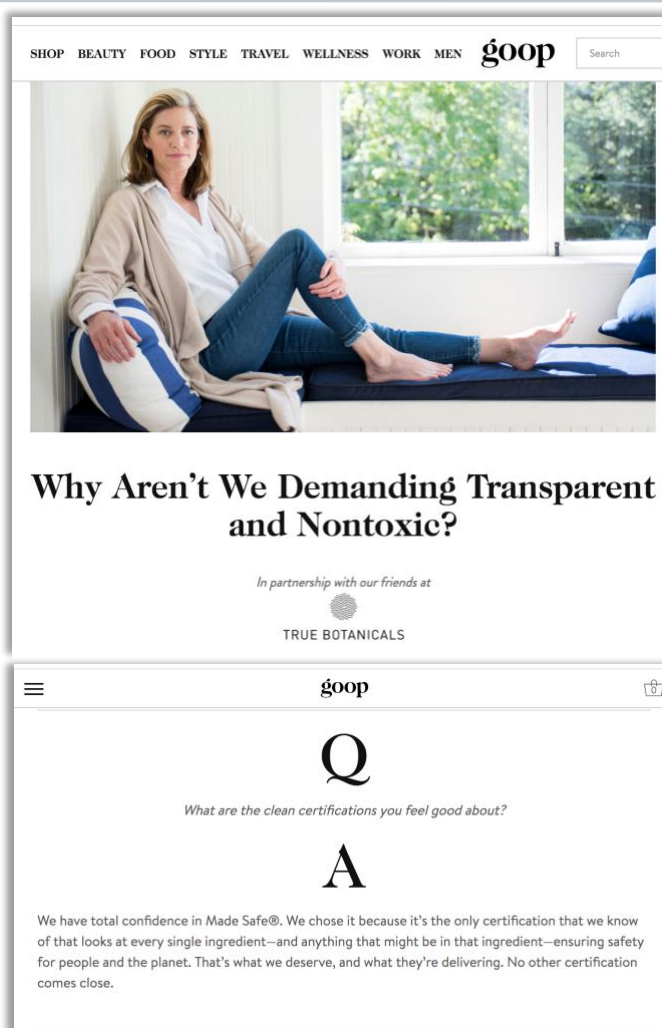 SHOP BEAUTY FOOD STYLE TRAVEL WELLNESS WORK MEN goop Search
Why Aren't We Demanding Transparent
and Nontoxic?
In partnership with our friends at
TRUE BOTANICALS
goop 0
Q
What are the clean certifications you feel good about?
A
We have total confidence in Made Safe®. We chose it because it's the only certification that we know
of that looks at every single ingredient—and anything that might be in that ingredient—ensuring safety
for people and the planet. That's what we deserve, and what they're delivering. No other certification
comes close.